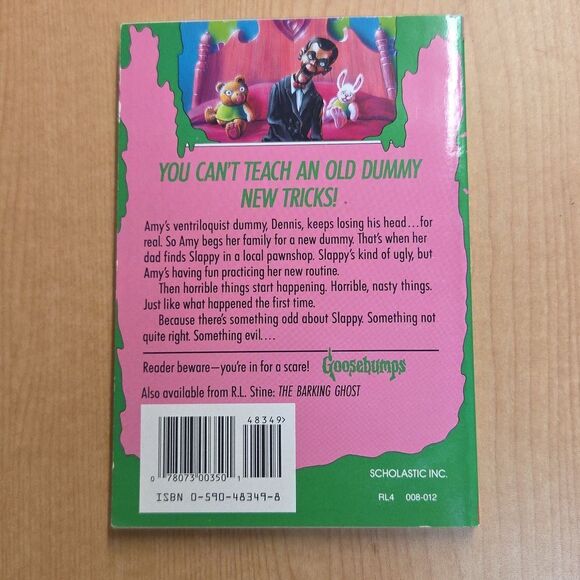 YOU CAN'T TEACH AN OLD DUMMY
NEW TRICKS!
Amy's ventriloquist dummy, Dennis, keeps losing his head...for
real. So Amy begs her family for a new dummy. That's when her
dad finds Slappy in a local pawnshop. Slappy's kind of ugly, but
Amy's having fun practicing her new routine.
Then horrible things start happening. Horrible, nasty things.
Just like what happened the first time.
Because there's something odd about Slappy. Something not
quite right. Something evil....
Reader beware—you're in for a scare! Goosebumps
Also available from R.L. Stine: THE BARKING GHOST
48349>
0 78073 00350 1
ISBN 0-590-48349-8
SCHOLASTIC INC.
RL4 008-012